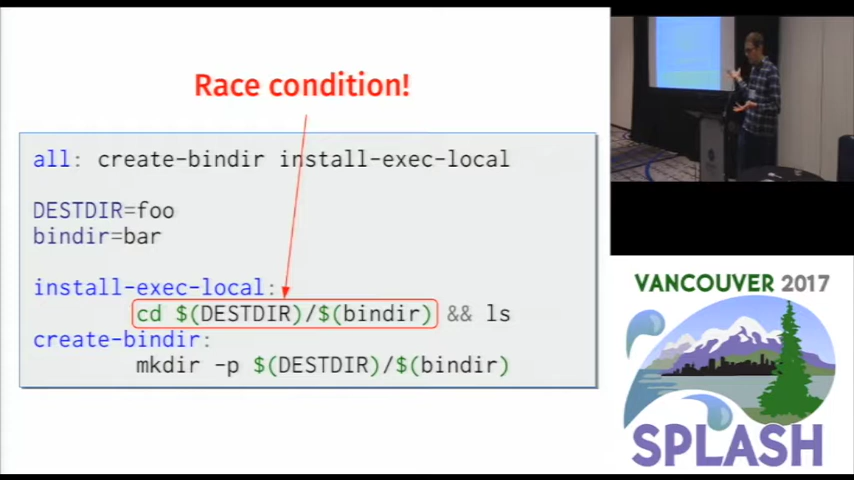 Race condition!
all: create-bindir install-exec-local
DESTDIR=foo
bindir=bar
install-exec-local:
cd $(DESTDIR)/$(bindir) && ls
create-bindir:
mkdir -p $(DESTDIR)/$(bindir)
VANCOUVER 2017
SPLASH